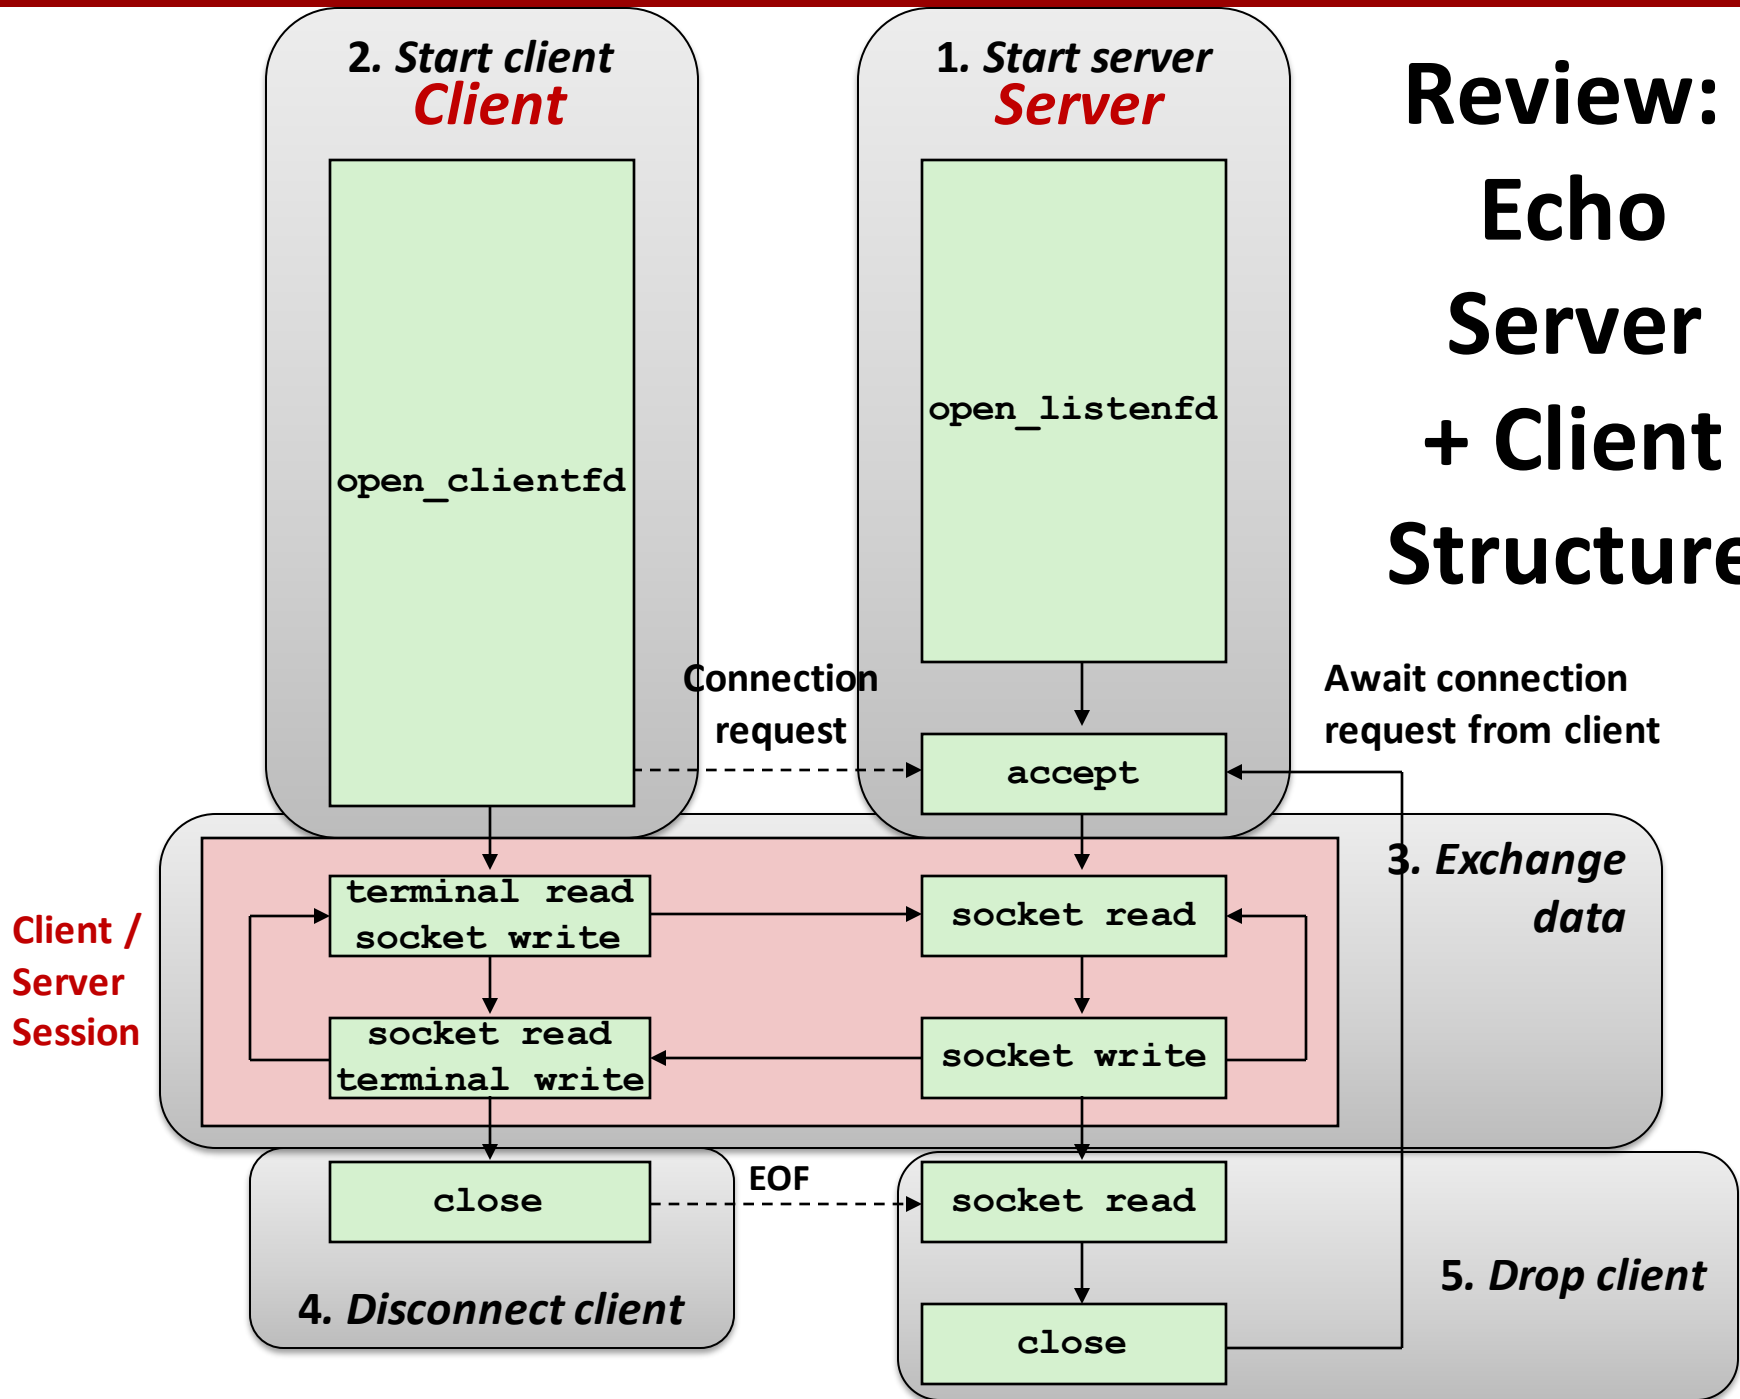 2. Start client
Client
1. Start server
Server
Review:
Echo
Server
+ Client
Structure
open_clientfd
open_listenfd
Connection
request
Await connection
request from client
accept
3. Exchange
data
Client /
Server
Session
terminal read
socket write
socket read
socket read
terminal write
socket write
close
EOF
socket read
4. Disconnect client
5. Drop client
close